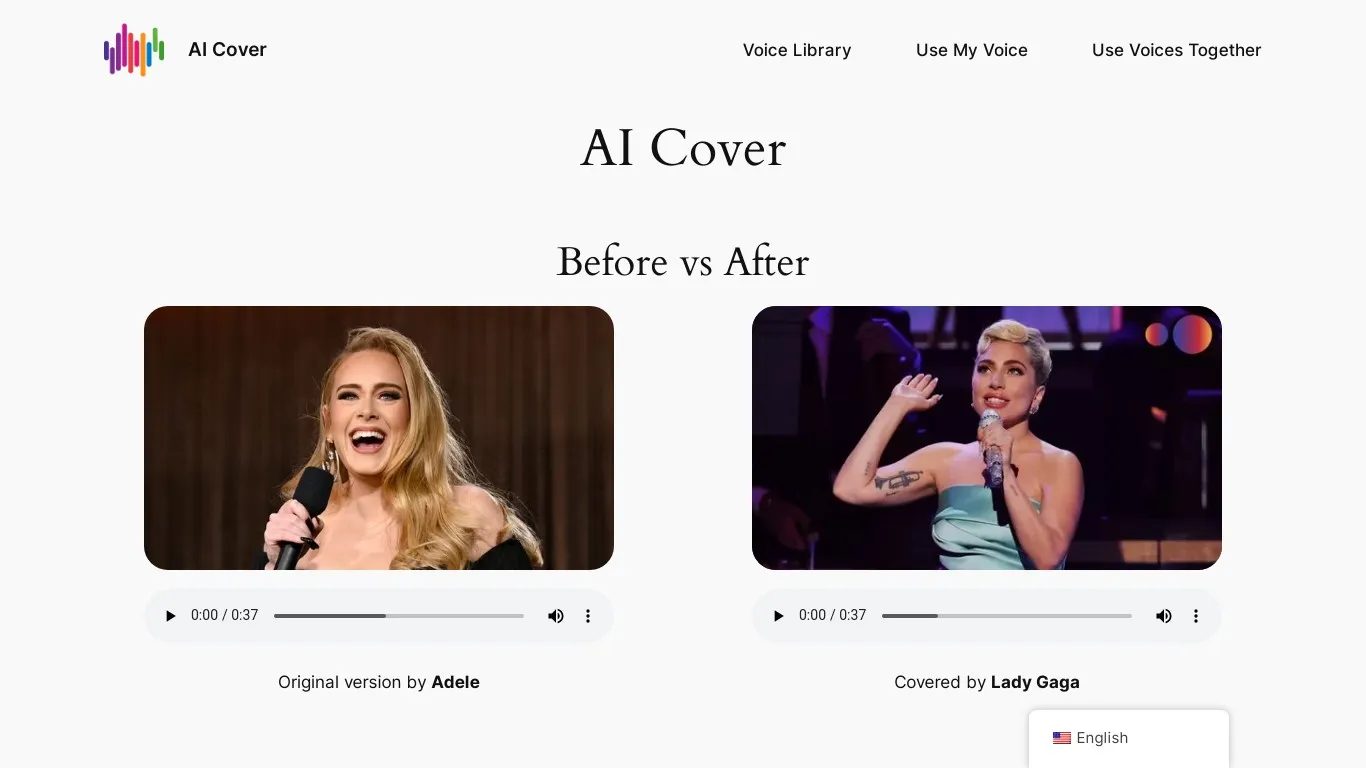 AI Cover
Voice Library
Use My Voice
Use Voices Together
AI Cover
Before vs After
0:00 / 0:37
0:00 / 0:37
Original version by Adele
Covered by Lady Gaga
English